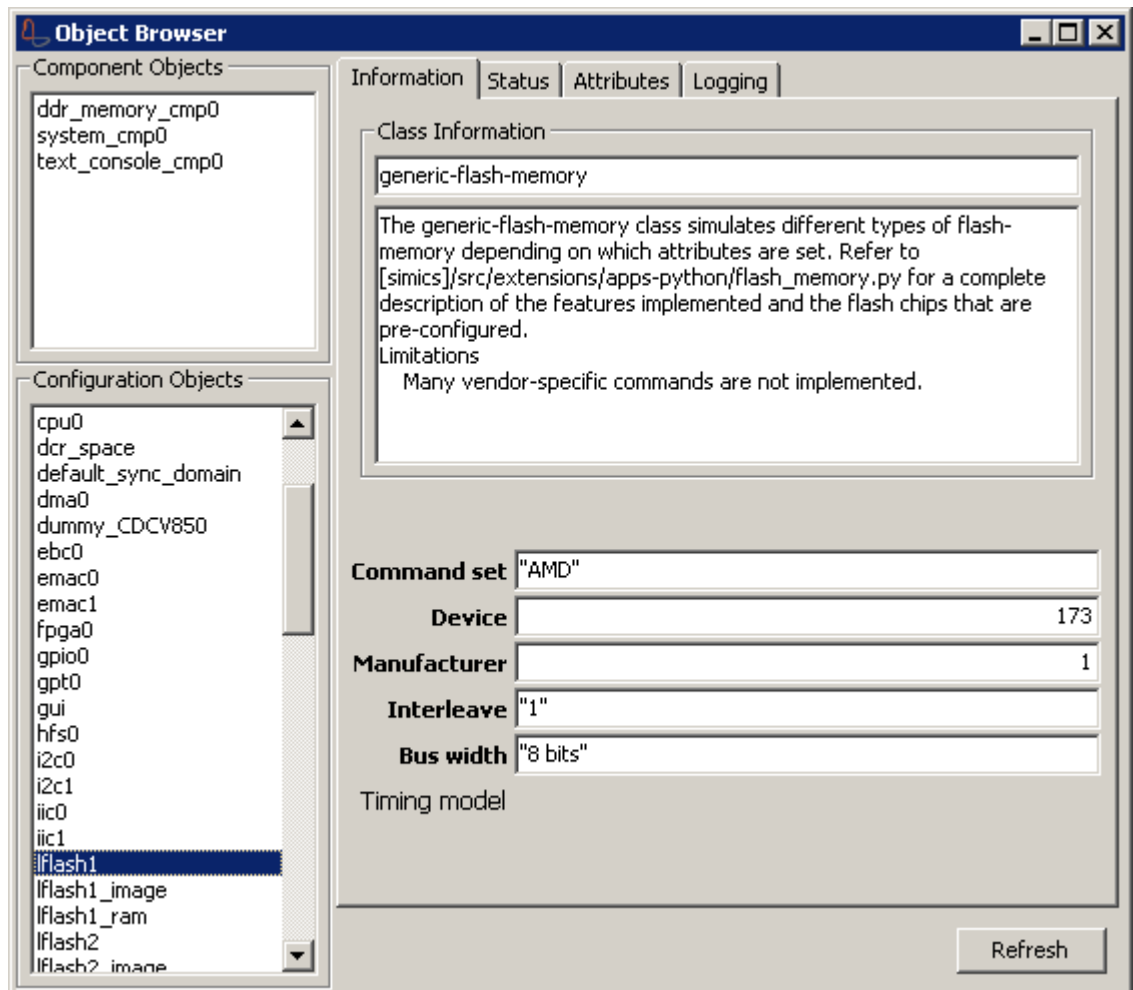 Object Browser
Component Objects
ddr_memory_cmp0
system_cmp0
text_console_cmp0
Configuration Objects
cpu0
dcr_space
default_sync_domain
dma0
dummy_CDCV850
ebc0
emac0
emac1
fpga0
gpio0
gpt0
gui
hfs0
i2c0
i2c1
iic0
iic1
lflash1
lflash1_image
lflash1_ram
lflash2
lflash2_image
Information
Status
Attributes
Logging
Class Information
generic-flash-memory
The generic-flash-memory class simulates different types of flash-
memory depending on which attributes are set. Refer to
[simics]/src/extensions/apps-python/flash_memory.py for a complete
description of the features implemented and the flash chips that are
pre-configured.
Limitations
Many vendor-specific commands are not implemented.
Command set "AMD"
Device 173
Manufacturer 1
Interleave "1"
Bus width "8 bits"
Timing model
Refresh